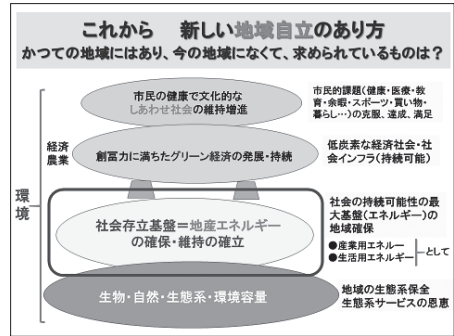 これから　新しい地域自立のあり方
かつての地域にはあり、今の地域になくて、求められているものは？
市民の健康で文化的な
しあわせ社会の維持増進
市民的課題(健康・医療・教
育・余暇・スポーツ・買い物・
暮らし…)の克服、達成、満足
経済
農業
創富力に満ちたグリーン経済の発展・持続
低炭素な経済社会・社
会インフラ(持続可能)
環境
社会存立基盤＝地産エネルギー
の確保・維持の確立
社会の持続可能性の最
大基盤(エネルギー)の
地域確保
●産業用エネルー
●生活用エネルギー
として
生物・自然・生態系・環境容量
地域の生態系保全
生態系サービスの恩恵